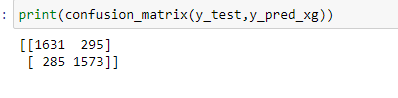 : print(confusion_matrix(y_test,y_pred_xg))
[[1631  295]
 [ 285 1573]]